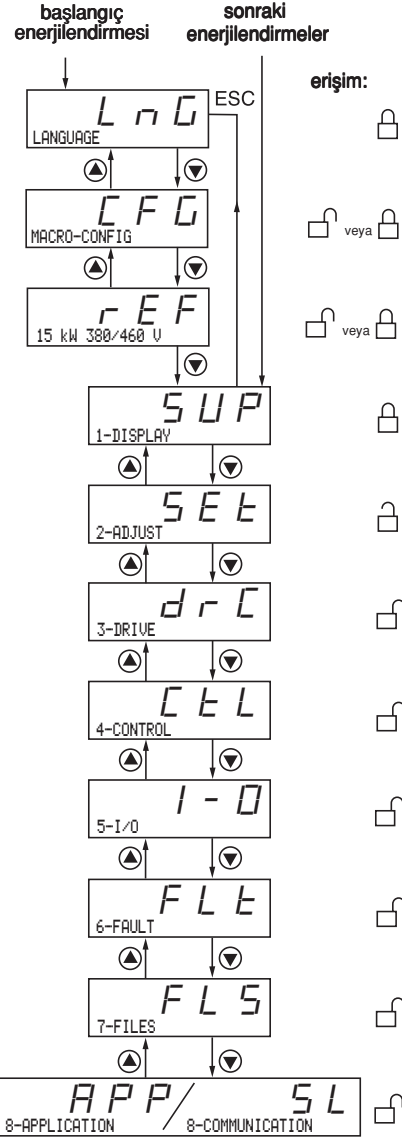 başlangıç
enerjilendirmesi
sonraki
enerjilendirmeler
erişim:
LnG
LANGUAGE
ESC
CFG
MACRO-CONFIG
veya
rEF
15 kW 380/460 V
veya
SUP
1-DISPLAY
SEt
2-ADJUST
drC
3-DRIVE
CtL
4-CONTROL
I-O
5-I/O
FLt
6-FAULT
FLS
7-FILES
APP/ SL
8-APPLICATION 8-COMMUNICATION